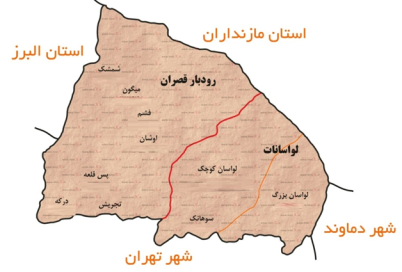 استان مازنداران
استان البرز
شمشک
رودبار قصران
میگون
فشم
اوشان
لواسانات
پس قلعه
لواسان کوچک
لواسان بزرگ
درکه
تجریش
سوهانک
شهر دماوند
شهر تهران